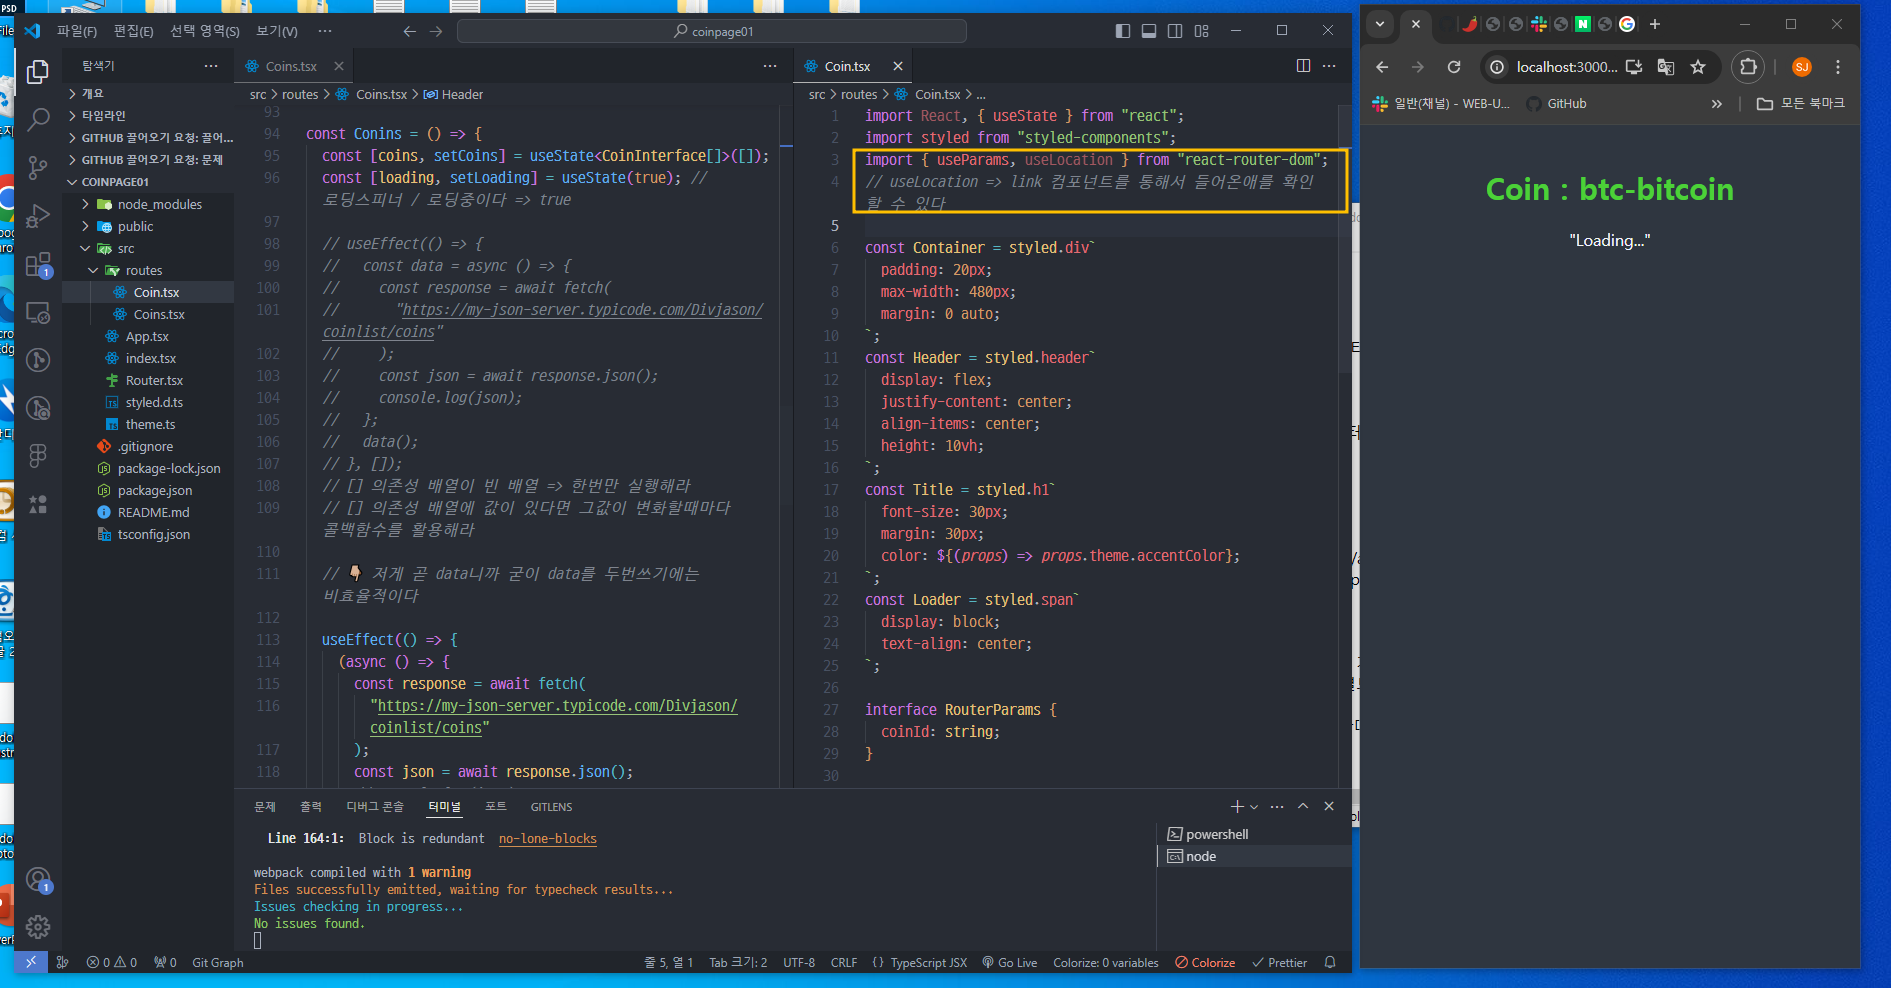 PSD
File
파일(F)
편집(E)
선택 영역(S)
보기(V)
···
coinpage01
탐색기
개요
타임라인
GITHUB 끌어오기 요청: 끌어...
GITHUB 끌어오기 요청: 문제
COINPAGE01
node_modules
public
src
routes
Coin.tsx
Coins.tsx
App.tsx
index.tsx
Router.tsx
styled.d.ts
theme.ts
.gitignore
package-lock.json
package.json
README.md
tsconfig.json
Coins.tsx
src > routes > Coins.tsx > Header
93
94 const Conins = () => {
95 const [coins, setCoins] = useState<CoinInterface[]>([]);
96 const [loading, setLoading] = useState(true); //
로딩스피너 / 로딩중이다 => true
97
98 // useEffect(() => {
99 //   const data = async () => {
100 //     const response = await fetch(
101 //       "https://my-json-server.typicode.com/Divjason/
coinlist/coins"
102 //     );
103 //     const json = await response.json();
104 //     console.log(json);
105 //   };
106 //   data();
107 // }, []);
108 // [] 의존성 배열이 빈 배열 => 한번만 실행해라
109 // [] 의존성 배열에 값이 있다면 그값이 변화할때마다
콜백함수를 활용해라
110
111 // 👇 저게 곧 data니까 굳이 data를 두번쓰기에는
비효율적이다
112
113 useEffect(() => {
114 (async () => {
115 const response = await fetch(
116 "https://my-json-server.typicode.com/Divjason/
coinlist/coins"
117 );
118 const json = await response.json();
Coin.tsx
src > routes > Coin.tsx > ...
1 import React, { useState } from "react";
2 import styled from "styled-components";
3 import { useParams, useLocation } from "react-router-dom";
4 // useLocation => link 컴포넌트를 통해서 들어온애를 확인
할 수 있다
5
6 const Container = styled.div`
7 padding: 20px;
8 max-width: 480px;
9 margin: 0 auto;
10 `;
11 const Header = styled.header`
12 display: flex;
13 justify-content: center;
14 align-items: center;
15 height: 10vh;
16 `;
17 const Title = styled.h1`
18 font-size: 30px;
19 margin: 30px;
20 color: ${(props) => props.theme.accentColor};
21 `;
22 const Loader = styled.span`
23 display: block;
24 text-align: center;
25 `;
26
27 interface RouterParams {
28 coinId: string;
29 }
30
문제
출력
디버그 콘솔
터미널
포트
GITLENS
Line 164:1:  Block is redundant  no-lone-blocks
webpack compiled with 1 warning
Files successfully emitted, waiting for typecheck results...
Issues checking in progress...
No issues found.
powershell
node
0 0
0
Git Graph
줄 5, 열 1
Tab 크기: 2
UTF-8
CRLF
{ } TypeScript JSX
Go Live
Colorize: 0 variables
Colorize
Prettier
localhost:3000...
SJ
일반(채널) - WEB-U...
GitHub
모든 북마크
Coin : btc-bitcoin
"Loading..."